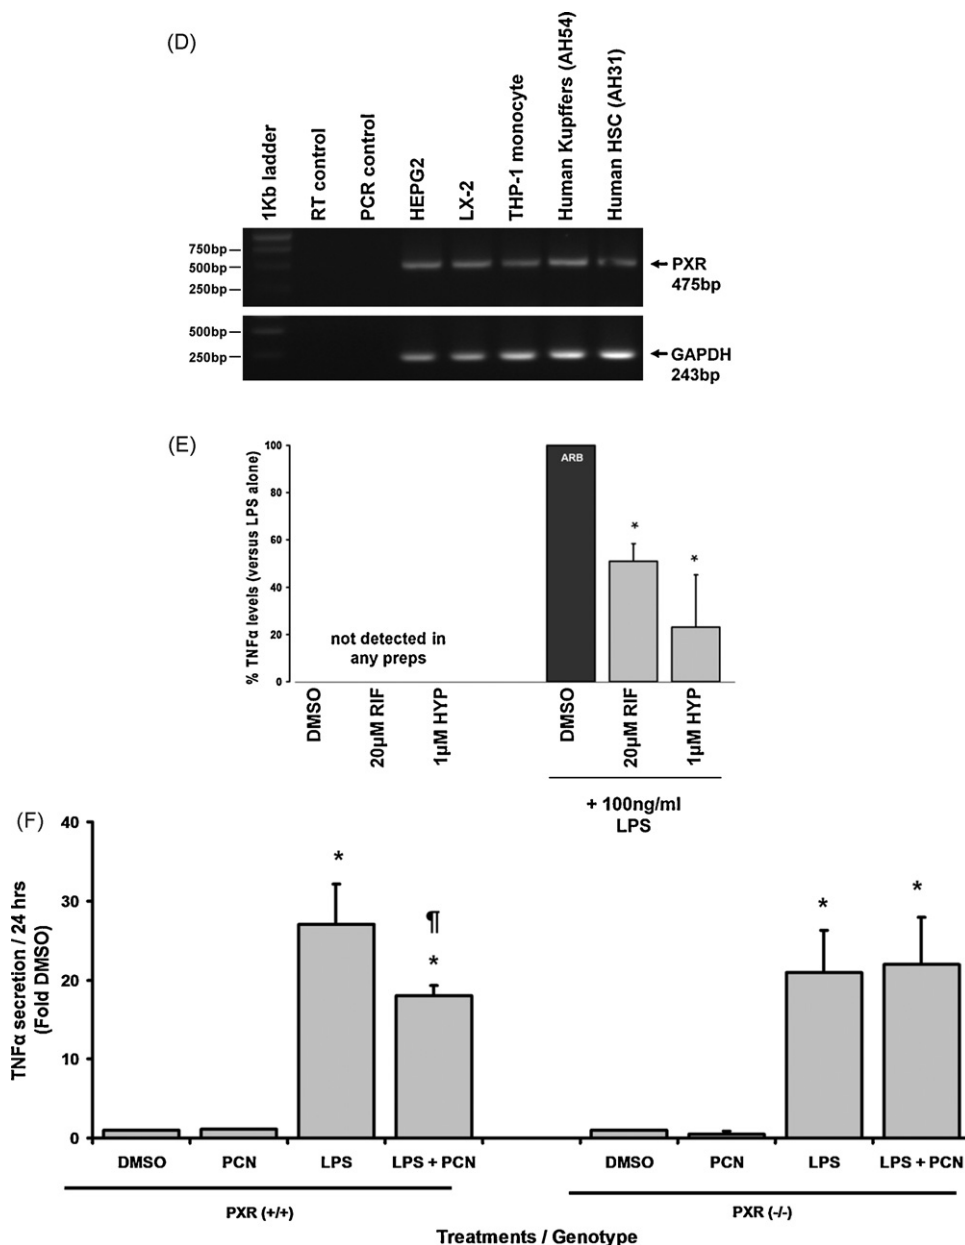 (D)
1Kb ladder
RT control
PCR control
HEPG2
LX-2
THP-1 monocyte
Human Kupffers (AH54)
Human HSC (AH31)
750bp
500bp
250bp
PXR
475bp
500bp
250bp
GAPDH
243bp
(E)
% TNFα levels (versus LPS alone)
100
80
60
40
20
0
ARB
*
*
not detected in
any preps
DMSO
20µM RIF
1µM HYP
DMSO
20µM RIF
1µM HYP
+ 100ng/ml
LPS
(F)
TNFα secretion / 24 hrs
(Fold DMSO)
40
30
20
10
0
*
¶
*
*
*
DMSO PCN LPS LPS + PCN DMSO PCN LPS LPS + PCN
PXR (+/+) PXR (-/-)
Treatments / Genotype